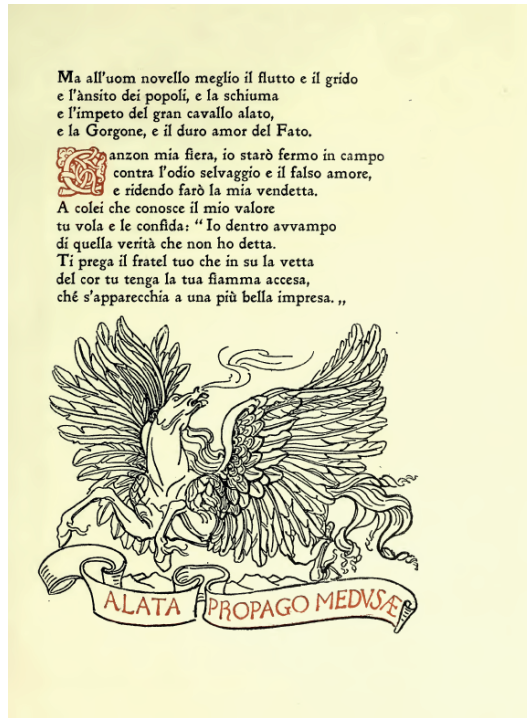 Ma all'uom novello meglio il flutto e il grido
e l'ànsito dei popoli, e la schiuma
e l'impeto del gran cavallo alato,
e la Gorgone, e il duro amor del Fato.
Canzon mia fiera, io starò fermo in campo
contra l'odio selvaggio e il falso amore,
e ridendo farò la mia vendetta.
A colei che conosce il mio valore
tu vola e le confida: “ Io dentro avvampo
di quella verità che non ho detta.
Ti prega il fratel tuo che in su la vetta
del cor tu tenga la tua fiamma accesa,
ché s'apparecchia a una più bella impresa. „
ALATA PROPAGO MEDVSÆ